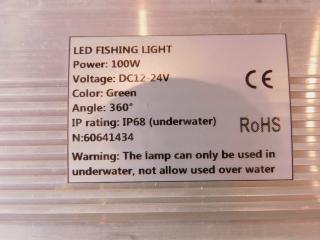 LED FISHING LIGHT
Power: 100W
Voltage: DC12-24V
Color: Green
Angle: 360°
IP rating: IP68 (underwater)
N:60641434
CE
RoHS
Warning: The lamp can only be used in
underwater, not allow used over water